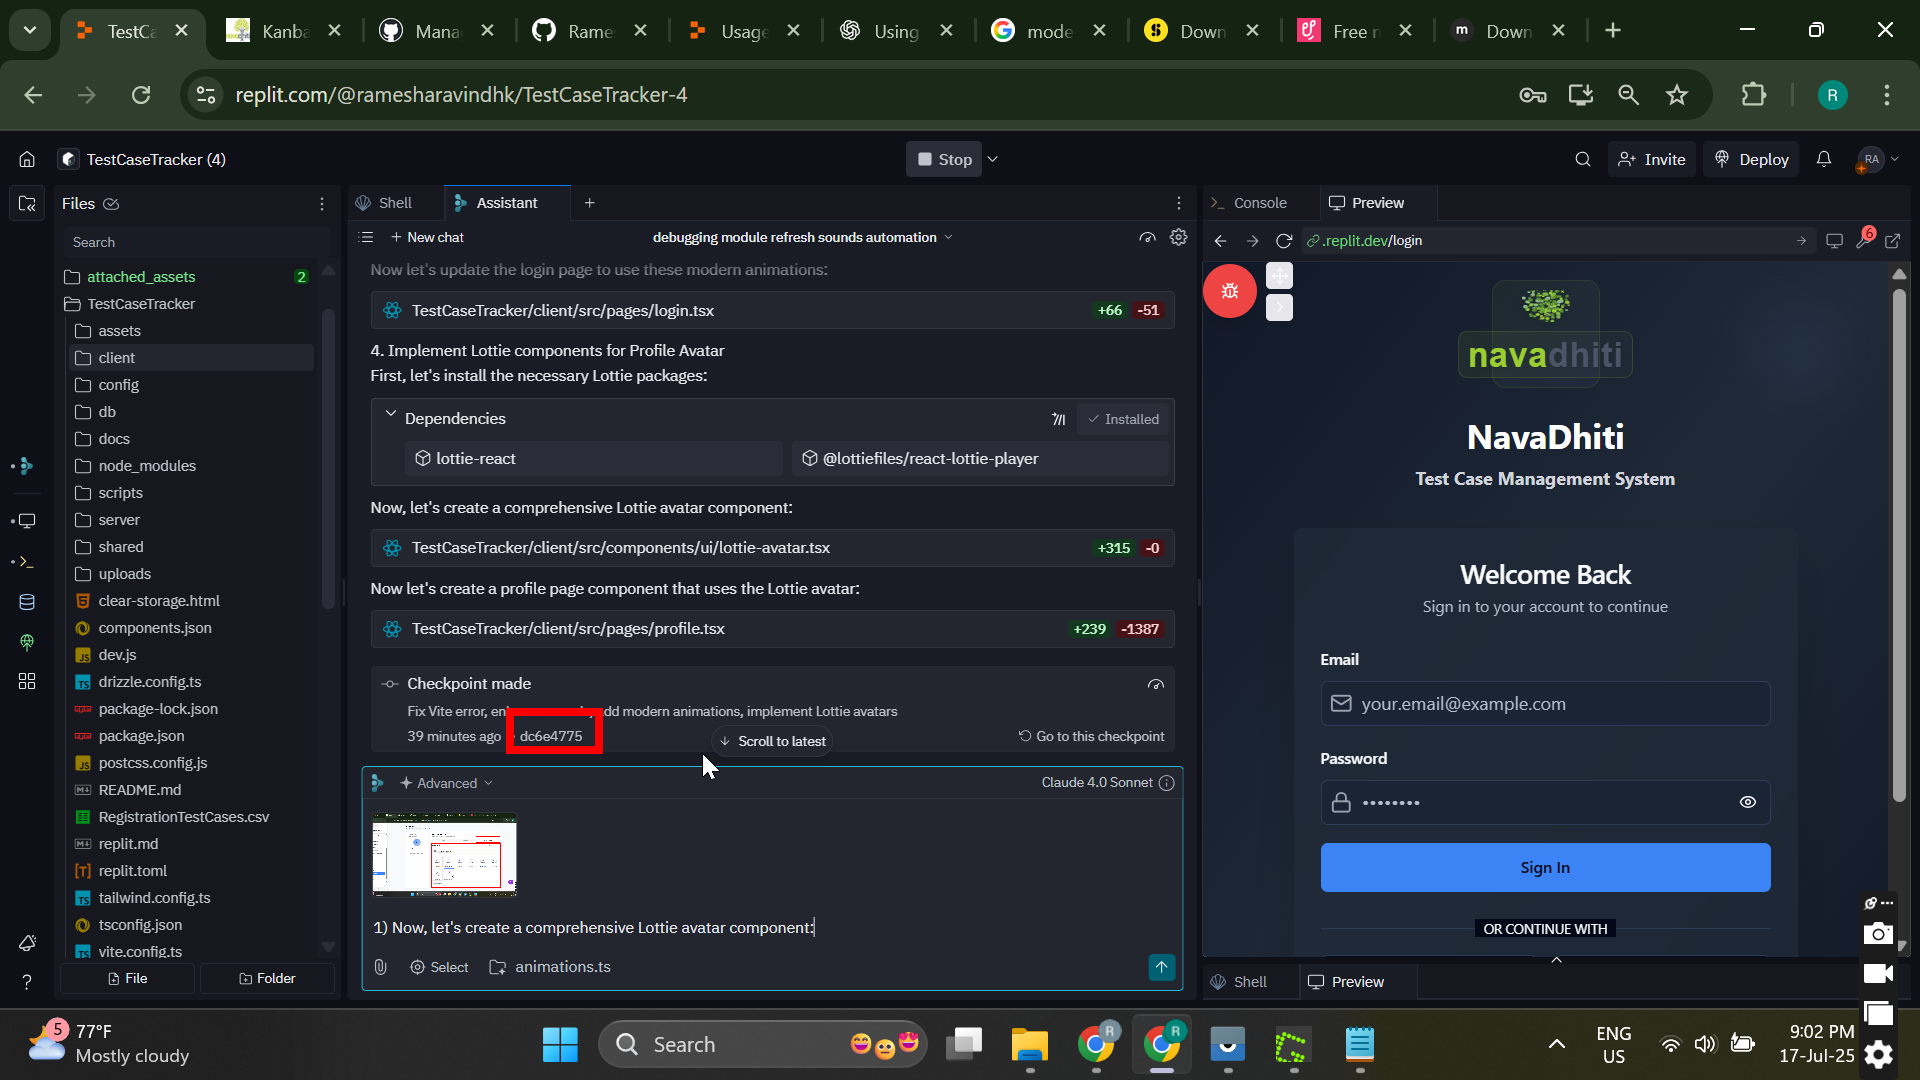 TestCa
Kanba
Mana
Rame
Usage
Using
mode
Down
Free n
Down
replit.com/@ramesharavindhk/TestCaseTracker-4
R
TestCaseTracker (4)
Stop
Invite
Deploy
RA
Files
Shell
Assistant
Console
Preview
Search
New chat
debugging module refresh sounds automation
.replit.dev/login
6
attached_assets
2
TestCaseTracker
assets
client
config
db
docs
node_modules
scripts
server
shared
uploads
clear-storage.html
components.json
dev.js
drizzle.config.ts
package-lock.json
package.json
postcss.config.js
README.md
RegistrationTestCases.csv
replit.md
replit.toml
tailwind.config.ts
tsconfig.json
vite.config.ts
File
Folder
Now let's update the login page to use these modern animations:
TestCaseTracker/client/src/pages/login.tsx
+66 -51
4. Implement Lottie components for Profile Avatar
First, let's install the necessary Lottie packages:
Dependencies
Installed
lottie-react
@lottiefiles/react-lottie-player
Now, let's create a comprehensive Lottie avatar component:
TestCaseTracker/client/src/components/ui/lottie-avatar.tsx
+315 -0
Now let's create a profile page component that uses the Lottie avatar:
TestCaseTracker/client/src/pages/profile.tsx
+239 -1387
Checkpoint made
Fix Vite error, dd modern animations, implement Lottie avatars
39 minutes ago
dc6e4775
Scroll to latest
Go to this checkpoint
Advanced
Claude 4.0 Sonnet
1) Now, let's create a comprehensive Lottie avatar component:
Select
animations.ts
navadhiti
NavaDhiti
Test Case Management System
Welcome Back
Sign in to your account to continue
Email
your.email@example.com
Password
••••••••
Sign In
OR CONTINUE WITH
Shell
Preview
5
77°F
Mostly cloudy
Search
R
R
ENG
US
9:02 PM
17-Jul-25